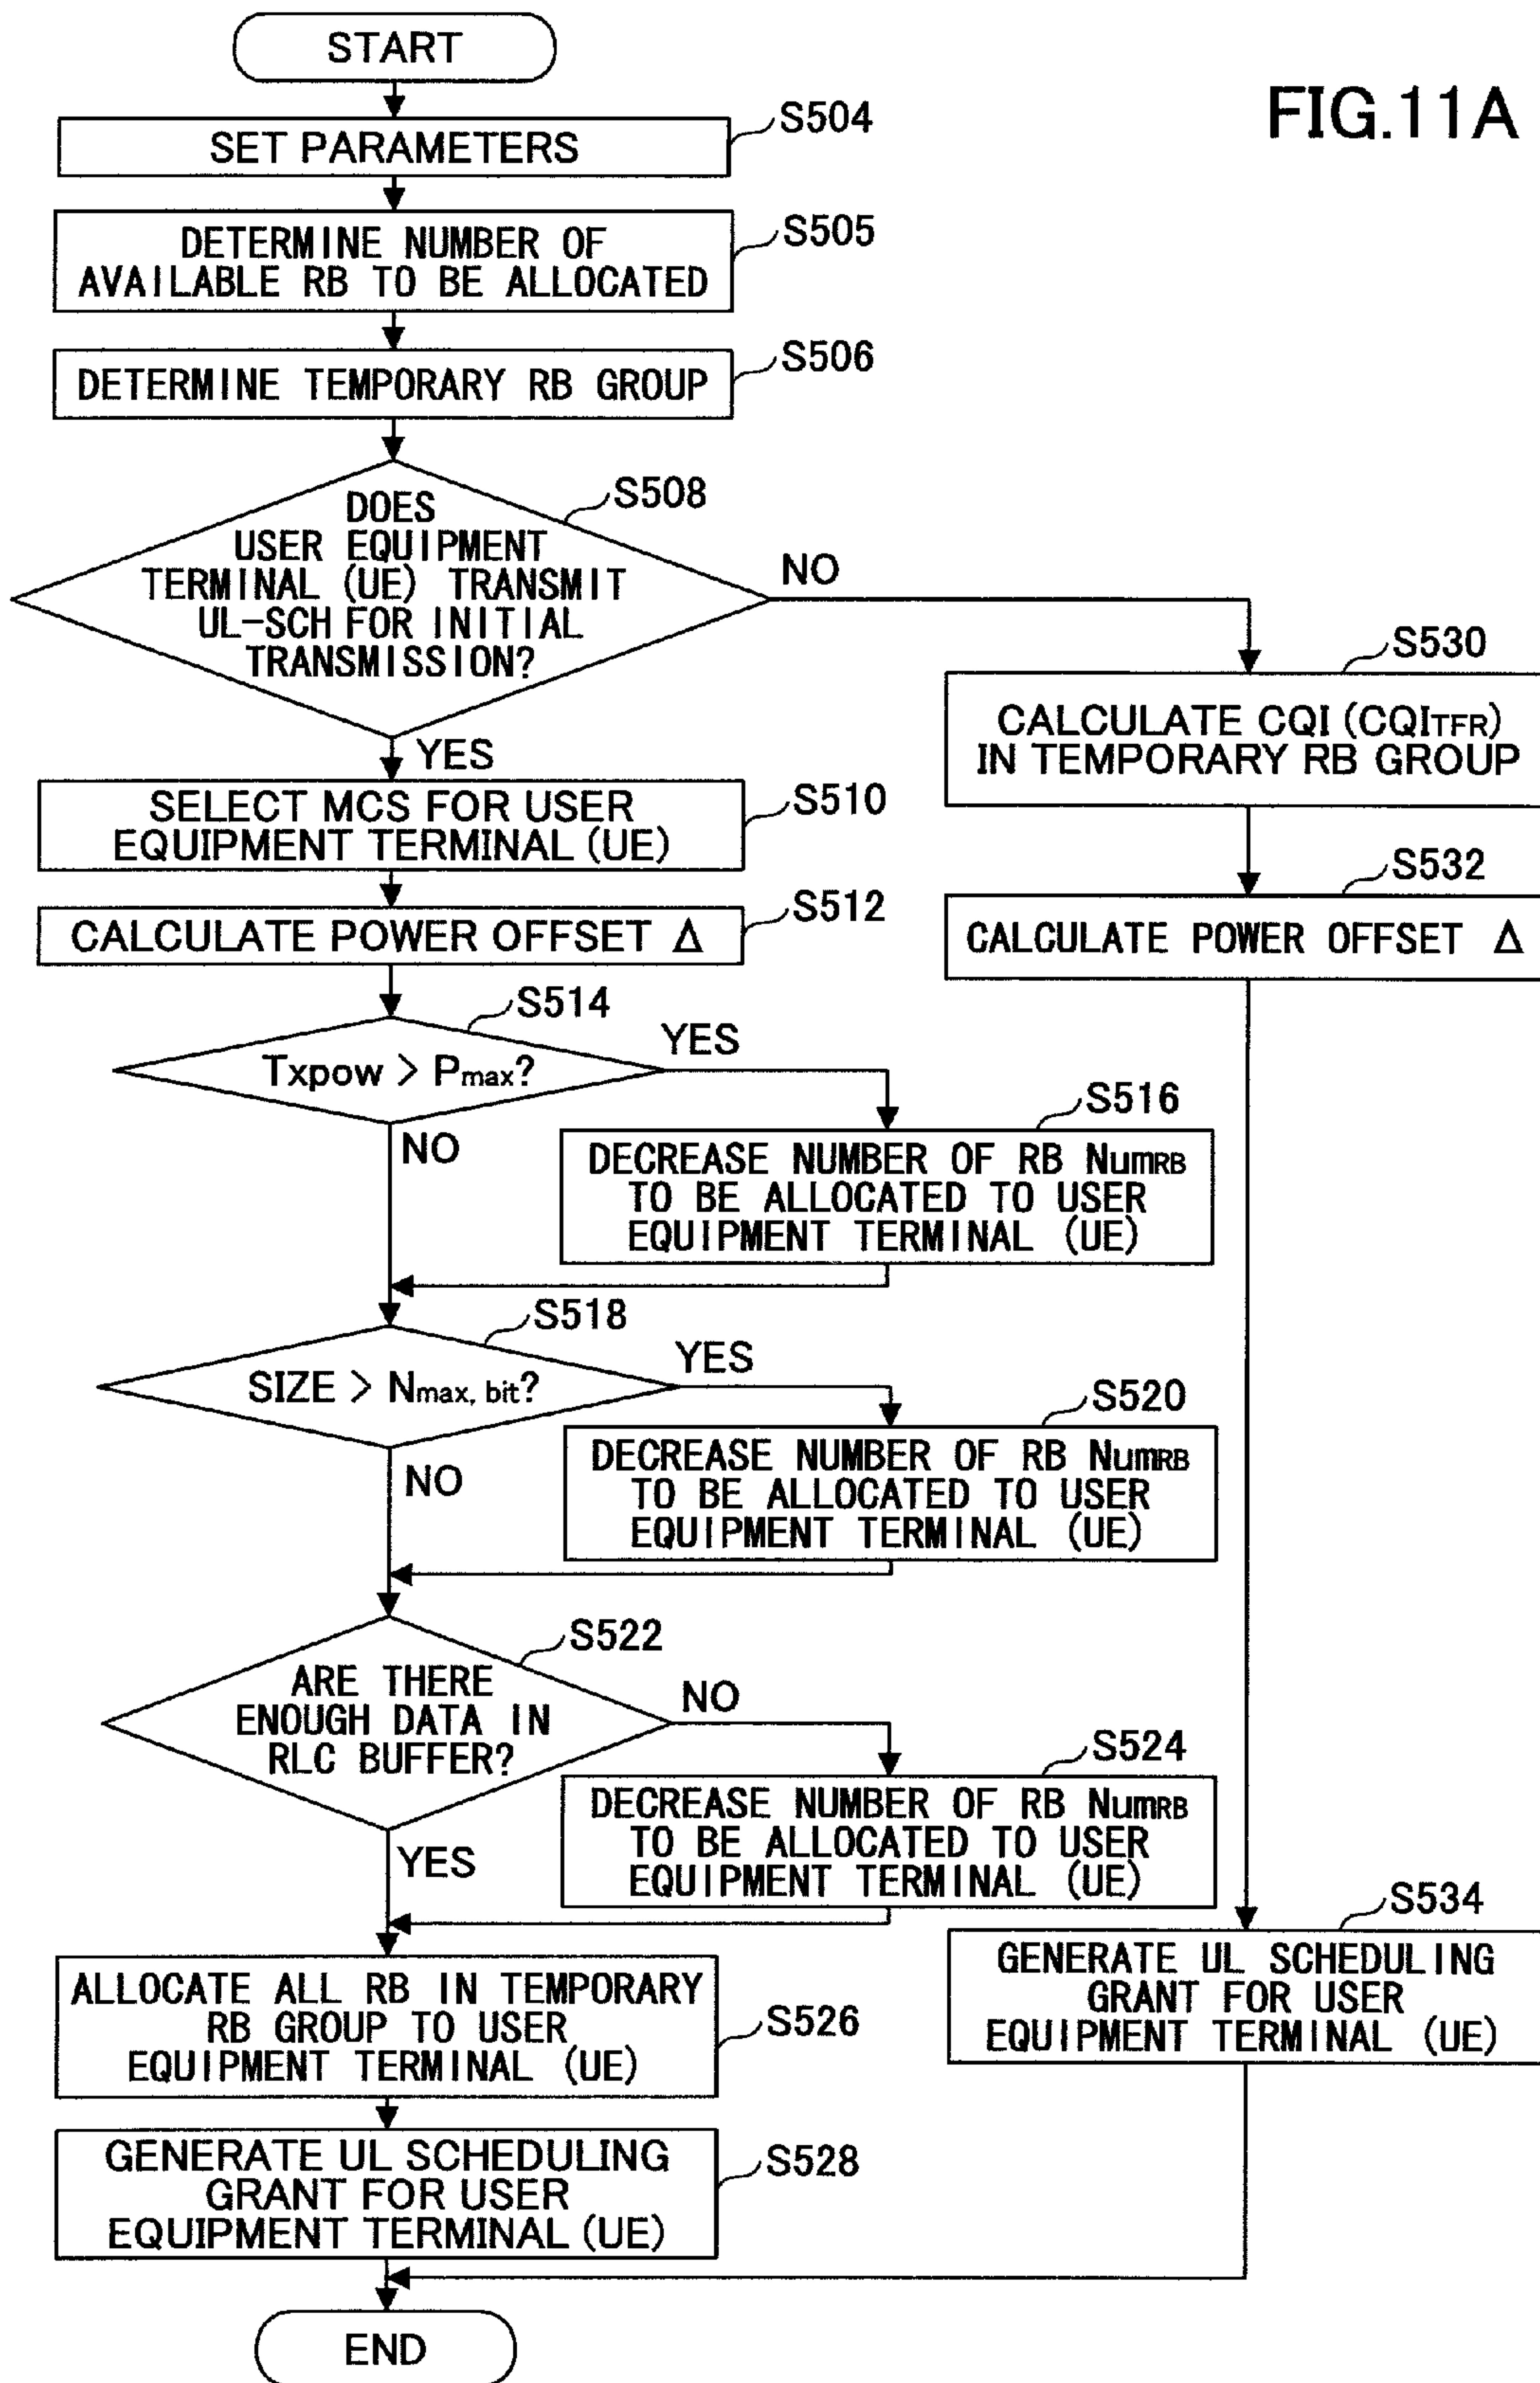 START
FIG.11A
S504
SET PARAMETERS
S505
DETERMINE NUMBER OF
AVAILABLE RB TO BE ALLOCATED
S506
DETERMINE TEMPORARY RB GROUP
S508
DOES
USER EQUIPMENT
TERMINAL (UE) TRANSMIT
UL-SCH FOR INITIAL
TRANSMISSION?
NO
YES
S530
CALCULATE CQI (CQITFR)
IN TEMPORARY RB GROUP
S510
SELECT MCS FOR USER
EQUIPMENT TERMINAL (UE)
S532
CALCULATE POWER OFFSET Δ
S512
CALCULATE POWER OFFSET Δ
S514
Txpow > Pmax?
YES
NO
S516
DECREASE NUMBER OF RB NumRB
TO BE ALLOCATED TO USER
EQUIPMENT TERMINAL (UE)
S518
SIZE > Nmax, bit?
YES
NO
S520
DECREASE NUMBER OF RB NumRB
TO BE ALLOCATED TO USER
EQUIPMENT TERMINAL (UE)
S522
ARE THERE
ENOUGH DATA IN
RLC BUFFER?
NO
YES
S524
DECREASE NUMBER OF RB NumRB
TO BE ALLOCATED TO USER
EQUIPMENT TERMINAL (UE)
S534
GENERATE UL SCHEDULING
GRANT FOR USER
EQUIPMENT TERMINAL (UE)
S526
ALLOCATE ALL RB IN TEMPORARY
RB GROUP TO USER
EQUIPMENT TERMINAL (UE)
S528
GENERATE UL SCHEDULING
GRANT FOR USER
EQUIPMENT TERMINAL (UE)
END